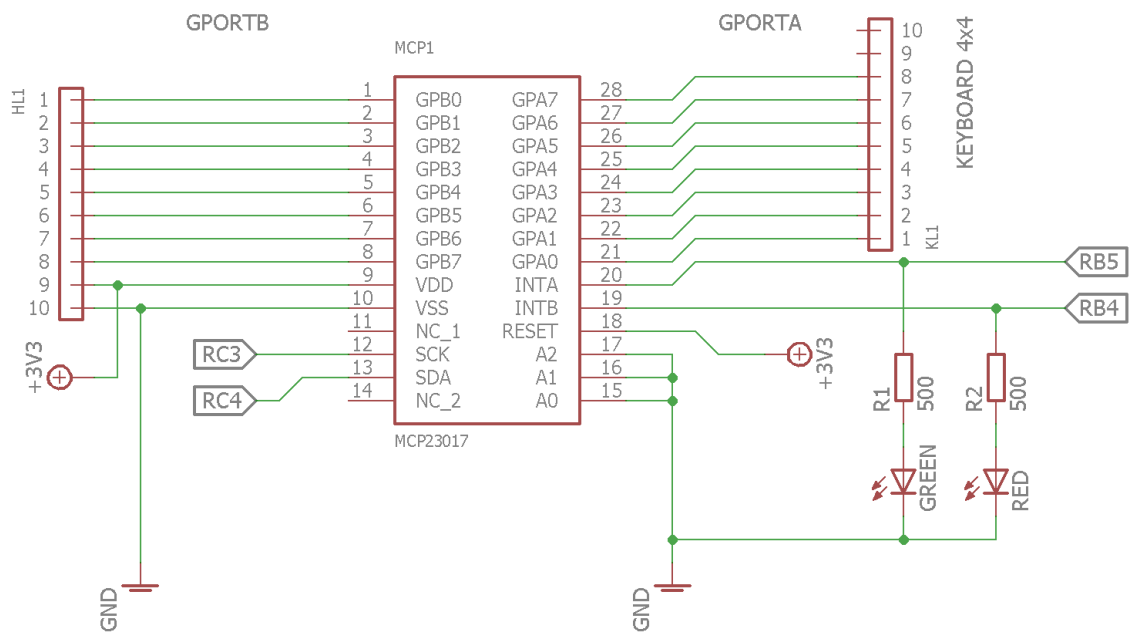 GPORTB
GPORTA
MCP1
HL1
1
2
3
4
5
6
7
8
9
10
1 GPB0 GPA7 28
2 GPB1 GPA6 27
3 GPB2 GPA5 26
4 GPB3 GPA4 25
5 GPB4 GPA3 24
6 GPB5 GPA2 23
7 GPB6 GPA1 22
8 GPB7 GPA0 21
9 VDD INTA 20
10 VSS INTB 19
11 NC_1 RESET 18
12 SCK A2 17
13 SDA A1 16
14 NC_2 A0 15
MCP23017
10
9
8
7
6
5
4
3
2
1
KL1
KEYBOARD 4x4
RB5
RB4
RC3
RC4
+3V3
+3V3
R1
500
R2
500
GREEN
RED
GND
GND